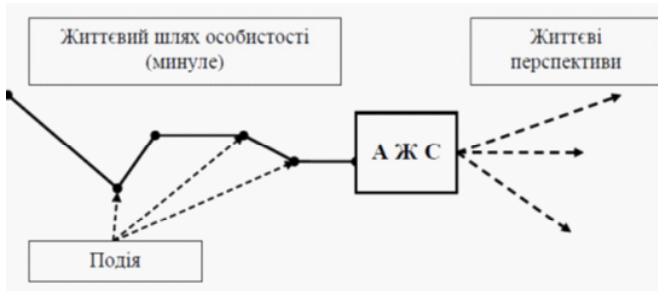 Життєвий шлях особистості
(минуле)
Життєві
перспективи
А Ж С
Подія